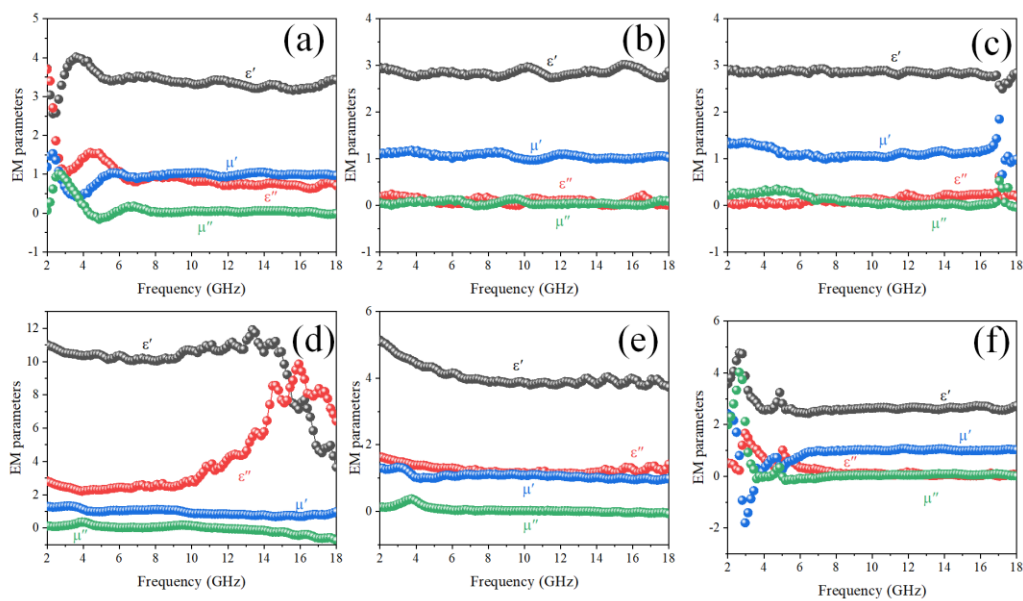 (a)
EM parameters
5
4
3
2
1
0
-1
ε′
μ′
ε″
μ″
2 4 6 8 10 12 14 16 18
Frequency (GHz)
(b)
EM parameters
4
3
2
1
0
-1
ε′
μ′
ε″
μ″
2 4 6 8 10 12 14 16 18
Frequency (GHz)
(c)
EM parameters
4
3
2
1
0
-1
ε′
μ′
ε″
μ″
2 4 6 8 10 12 14 16 18
Frequency (GHz)
(d)
EM parameters
12
10
8
6
4
2
0
ε′
ε″
μ′
μ″
2 4 6 8 10 12 14 16 18
Frequency (GHz)
(e)
EM parameters
6
4
2
0
ε′
ε″
μ′
μ″
2 4 6 8 10 12 14 16 18
Frequency (GHz)
(f)
EM parameters
6
4
2
0
-2
ε′
μ′
ε″
μ″
2 4 6 8 10 12 14 16 18
Frequency (GHz)